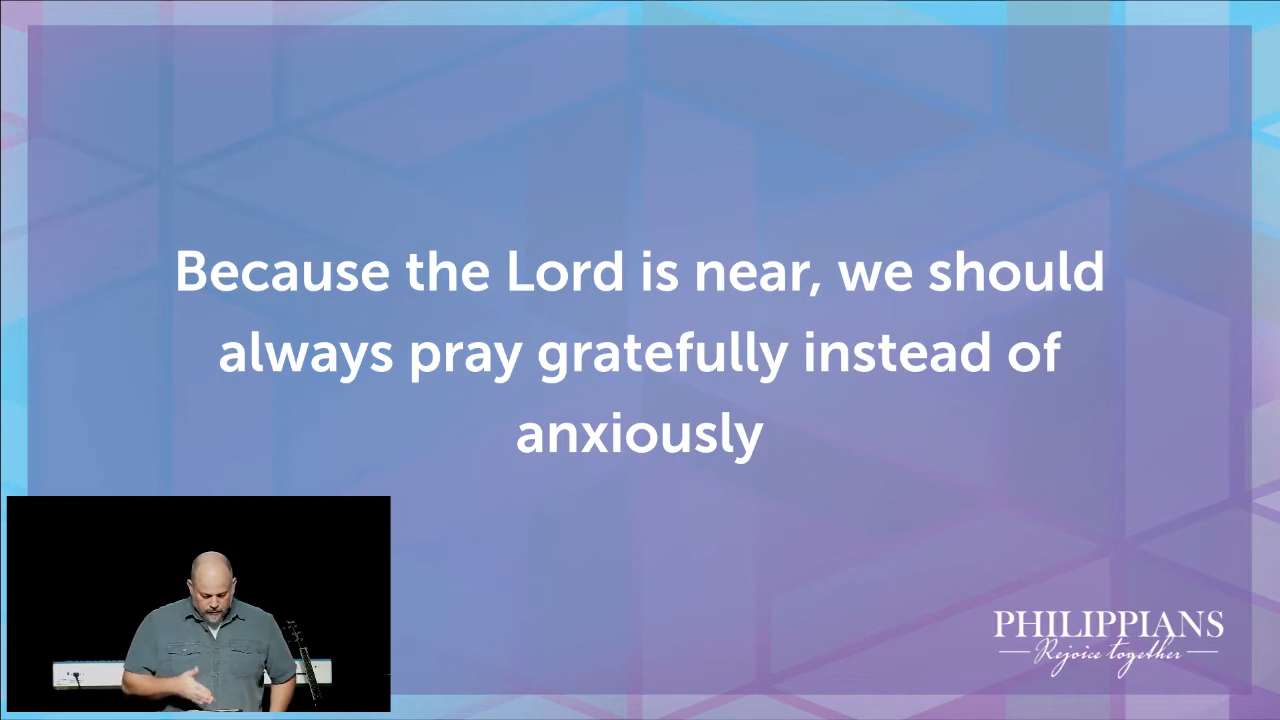 Because the Lord is near, we should
always pray gratefully instead of
anxiously
PHILIPPIANS
Rejoice together